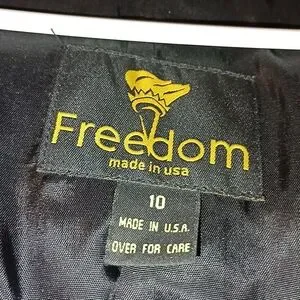 Freedom
made in usa
10
MADE IN U.S.A.
OVER FOR CARE